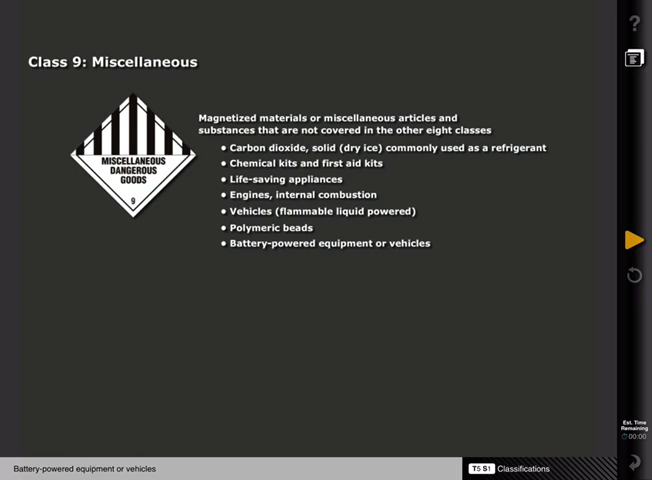 ?
Class 9: Miscellaneous
Magnetized materials or miscellaneous articles and
substances that are not covered in the other eight classes
MISCELLANEOUS
DANGEROUS
GOODS
9
• Carbon dioxide, solid (dry ice) commonly used as a refrigerant
• Chemical kits and first aid kits
• Life-saving appliances
• Engines, internal combustion
• Vehicles (flammable liquid powered)
• Polymeric beads
• Battery-powered equipment or vehicles
Est. Time
Remaining
00:00
Battery-powered equipment or vehicles
T5 S1 Classifications